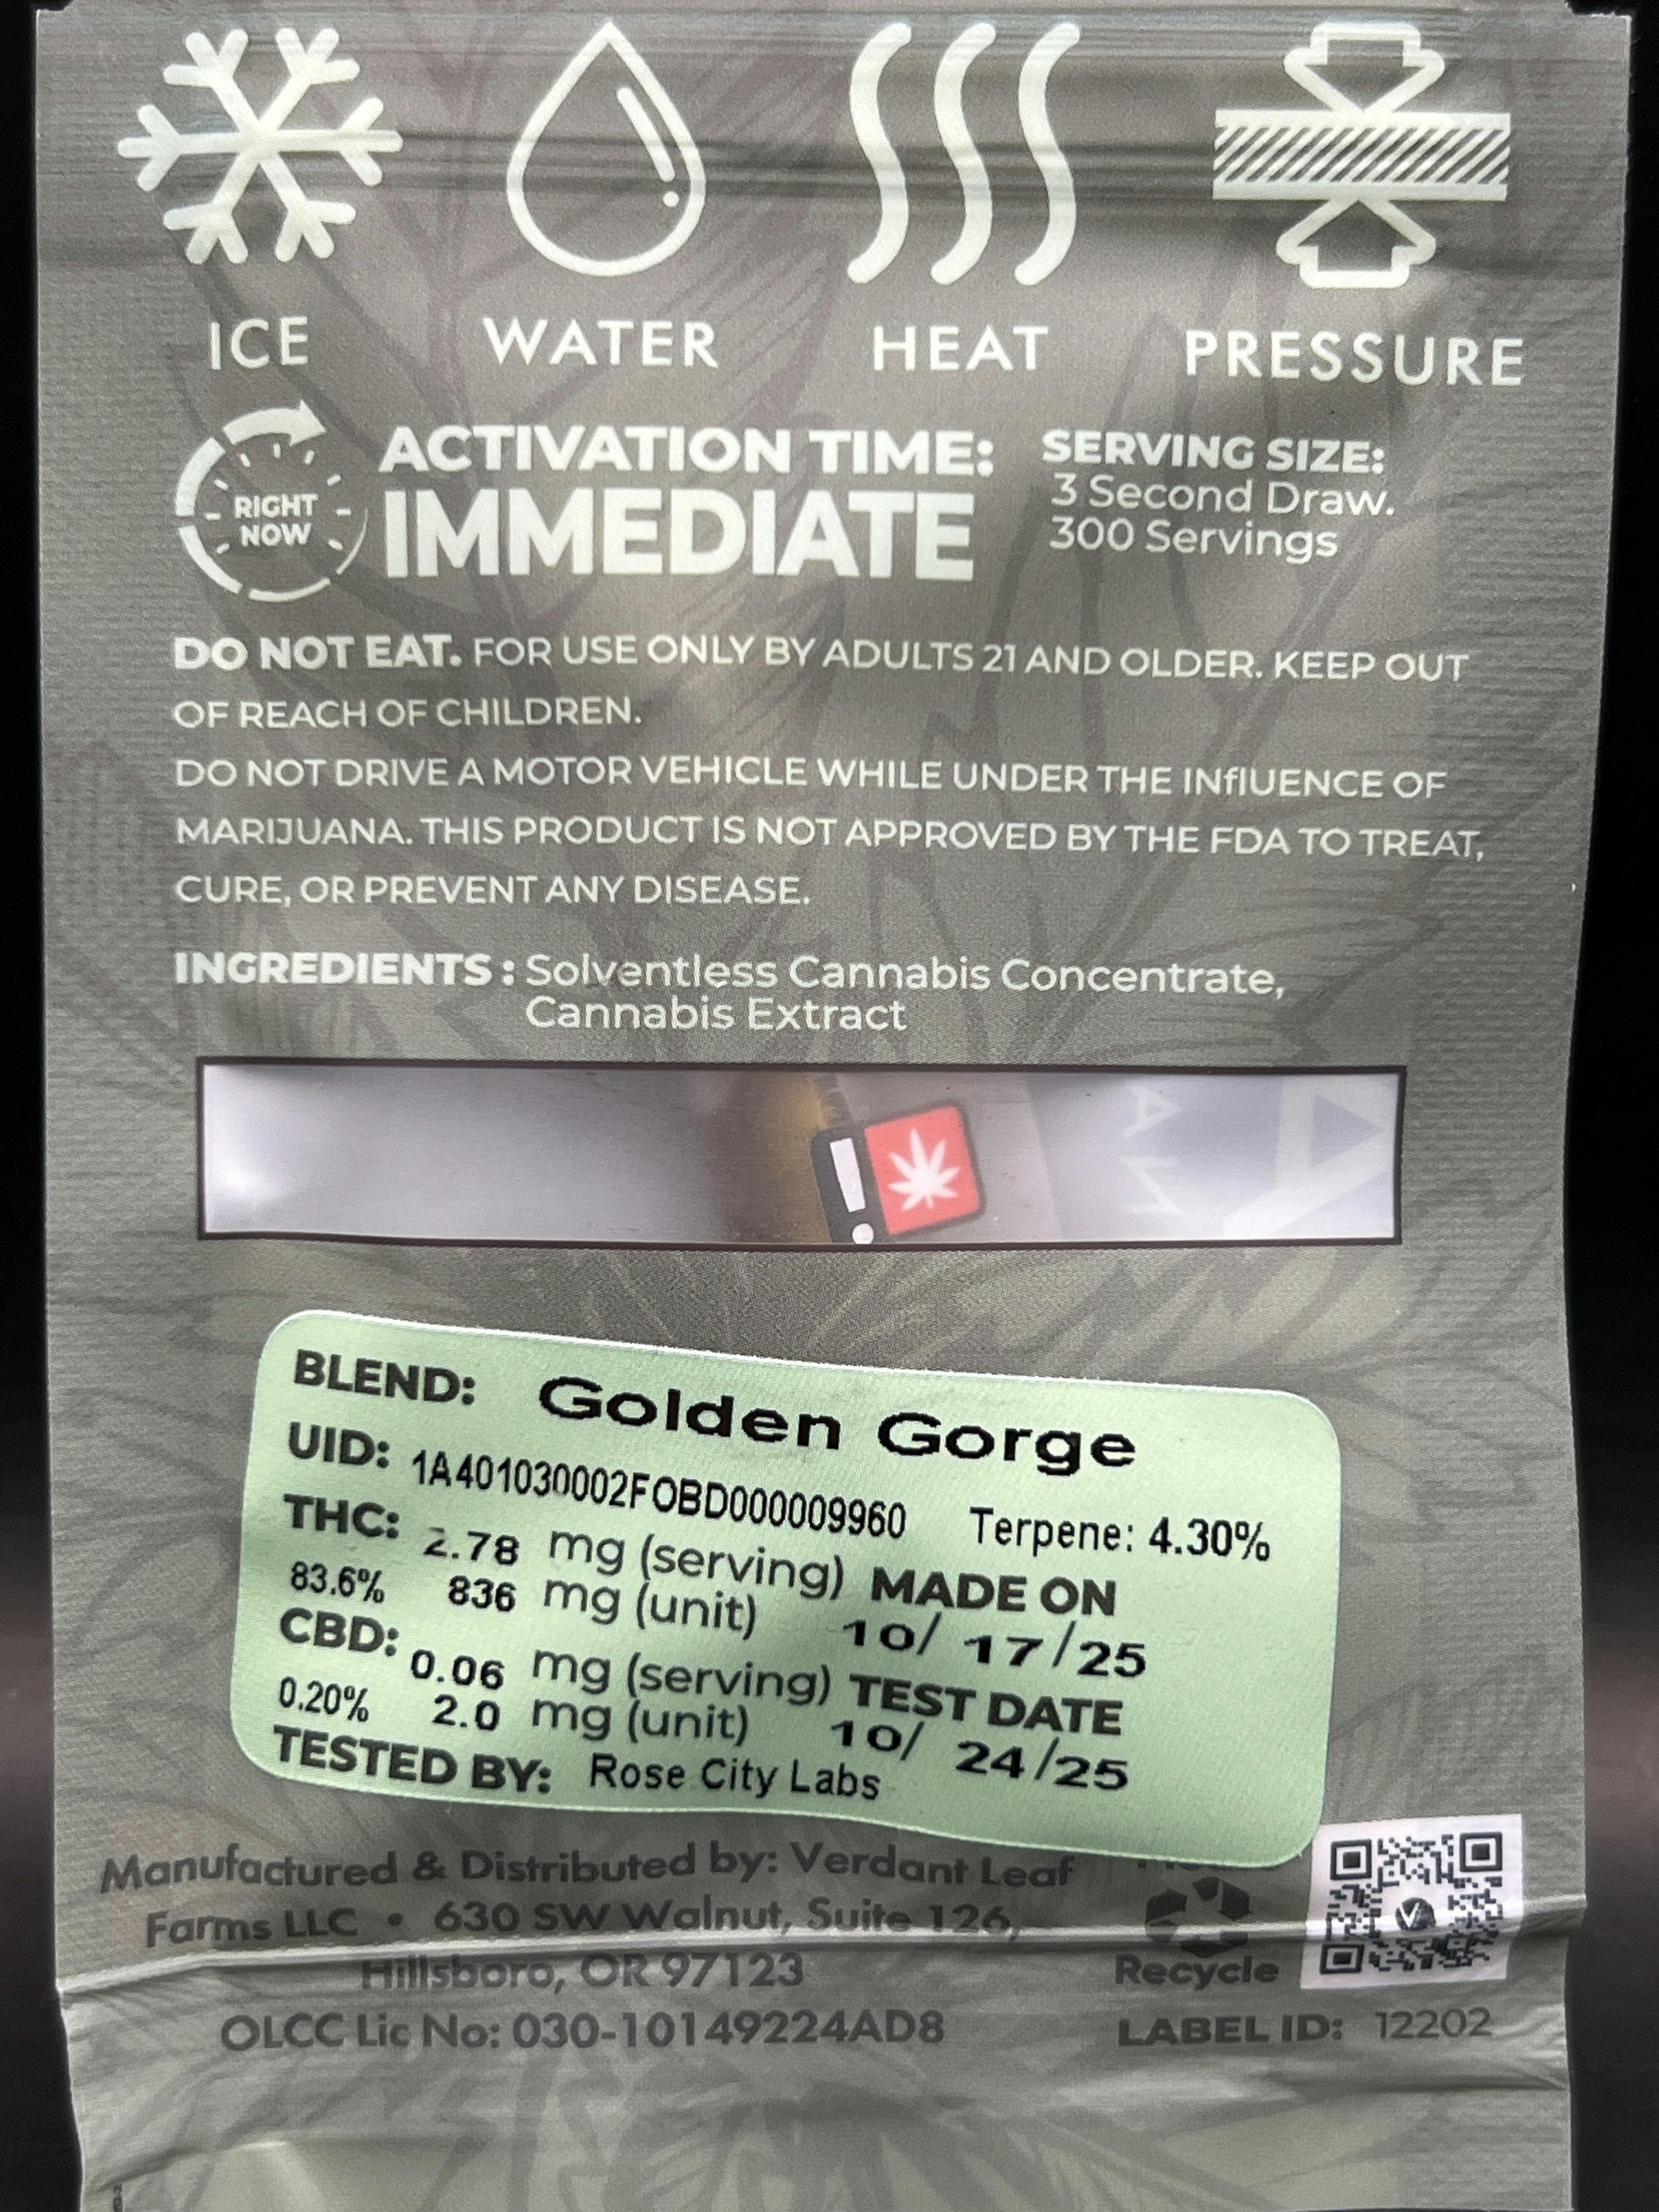 ICE WATER HEAT PRESSURE
RIGHT
NOW
ACTIVATION TIME:
IMMEDIATE
SERVING SIZE:
3 Second Draw.
300 Servings
DO NOT EAT. FOR USE ONLY BY ADULTS 21 AND OLDER. KEEP OUT
OF REACH OF CHILDREN.
DO NOT DRIVE A MOTOR VEHICLE WHILE UNDER THE INflUENCE OF
MARIJUANA. THIS PRODUCT IS NOT APPROVED BY THE FDA TO TREAT,
CURE, OR PREVENT ANY DISEASE.
INGREDIENTS : Solventless Cannabis Concentrate,
Cannabis Extract
!
BLEND: Golden Gorge
UID: 1A401030002FOBD000009960 Terpene: 4.30%
THC: 2.78 mg (serving) MADE ON
83.6% 836 mg (unit) 10/ 17/25
CBD: 0.06 mg (serving) TEST DATE
0.20% 2.0 mg (unit) 10/ 24/25
TESTED BY: Rose City Labs
Manufactured & Distributed by: Verdant Leaf
Farms LLC • 630 SW Walnut, Suite 126,
Hillsboro, OR 97123
OLCC Lic No: 030-10149224AD8
Recycle
LABEL ID: 12202